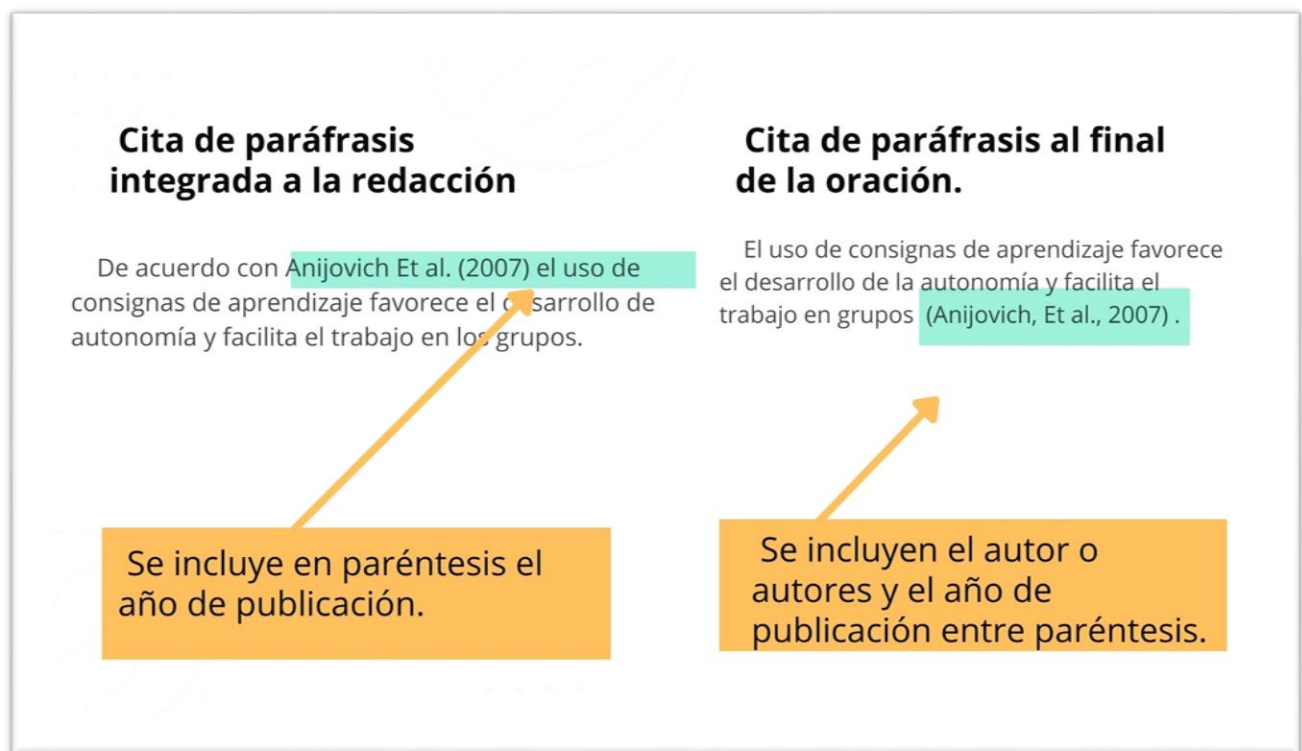 Cita de paráfrasis
integrada a la redacción
De acuerdo con Anijovich Et al. (2007) el uso de
consignas de aprendizaje favorece el desarrollo de
autonomía y facilita el trabajo en los grupos.
Se incluye en paréntesis el
año de publicación.
Cita de paráfrasis al final
de la oración.
El uso de consignas de aprendizaje favorece
el desarrollo de la autonomía y facilita el
trabajo en grupos (Anijovich, Et al., 2007) .
Se incluyen el autor o
autores y el año de
publicación entre paréntesis.